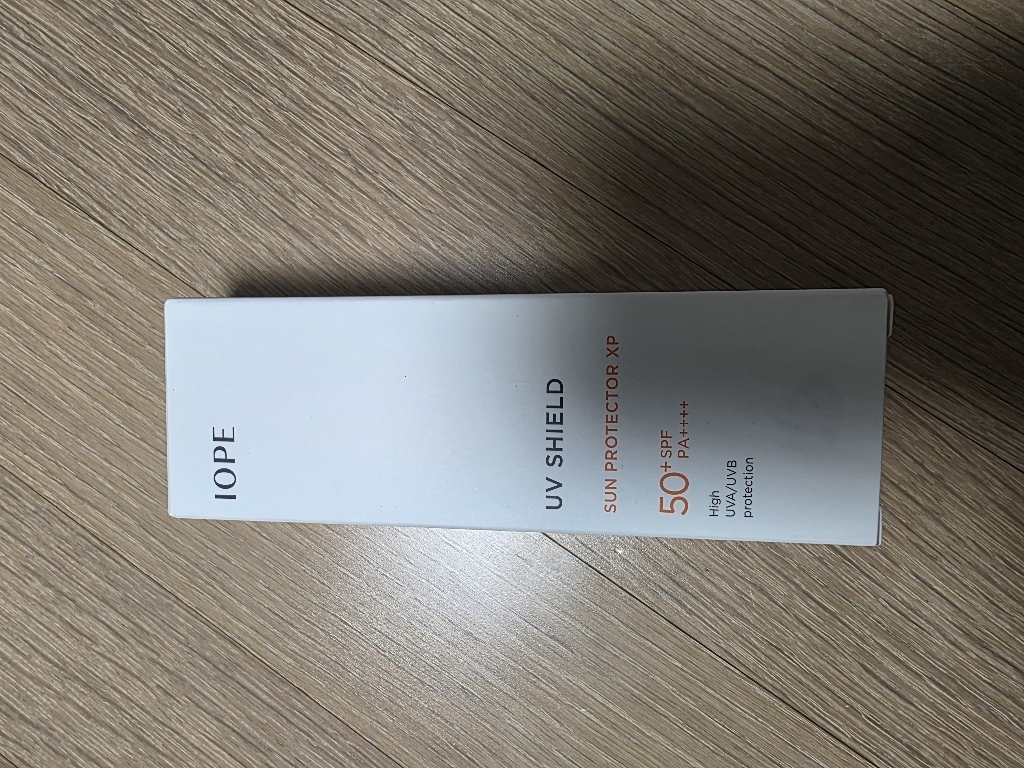 IOPE
UV SHIELD
SUN PROTECTOR XP
50+ SPF
PA++++
High
UVA/UVB
protection